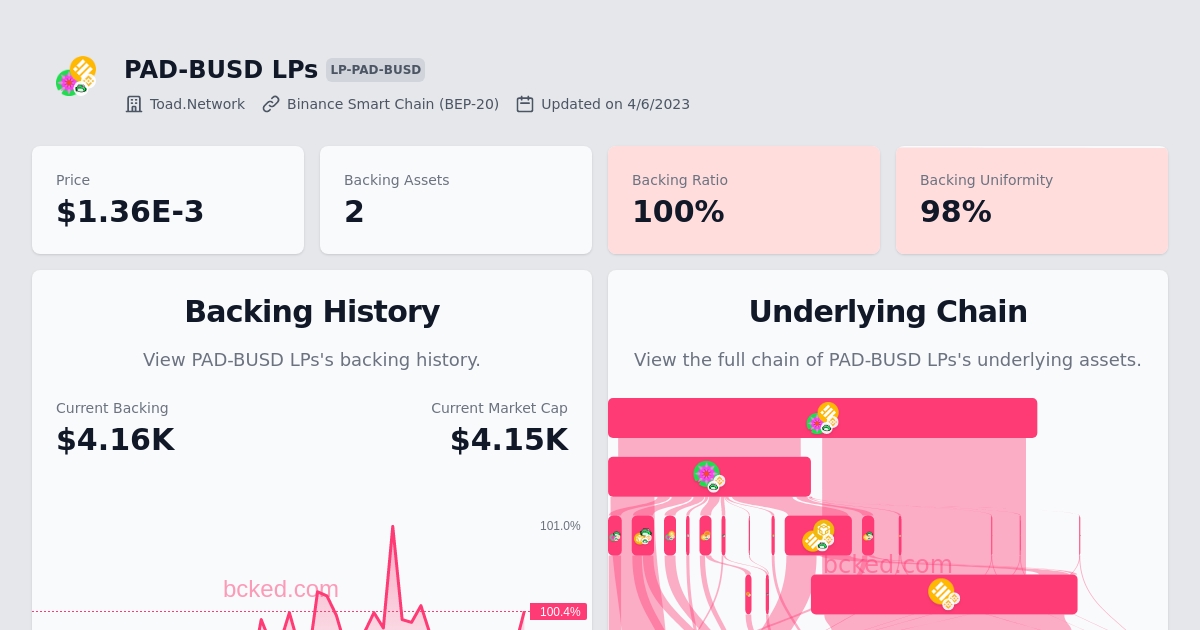 PAD-BUSD LPs LP-PAD-BUSD
Toad.Network Binance Smart Chain (BEP-20) Updated on 4/6/2023
Price
$1.36E-3
Backing Assets
2
Backing Ratio
100%
Backing Uniformity
98%
Backing History
View PAD-BUSD LPs's backing history.
Current Backing
$4.16K
Current Market Cap
$4.15K
101.0%
bcked.com
100.4%
Underlying Chain
View the full chain of PAD-BUSD LPs's underlying assets.
bcked.com